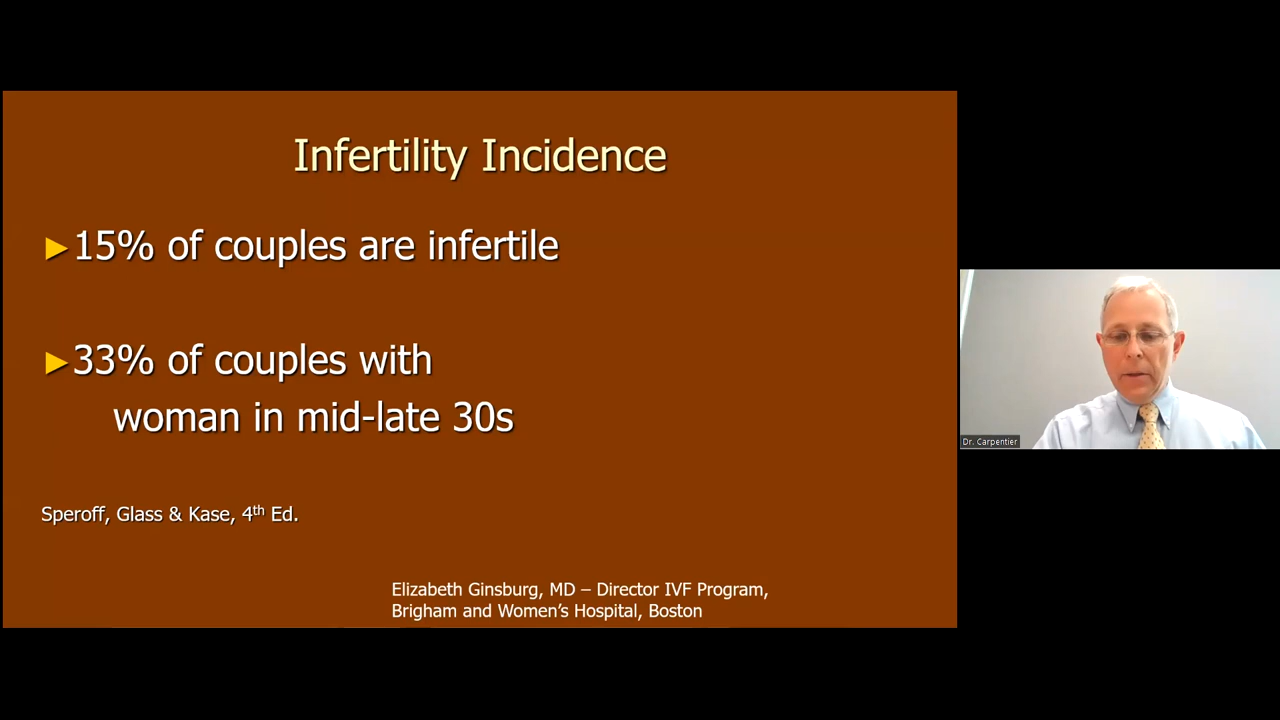 Infertility Incidence
►15% of couples are infertile
►33% of couples with
woman in mid-late 30s
Speroff, Glass & Kase, 4th Ed.
Elizabeth Ginsburg, MD – Director IVF Program,
Brigham and Women’s Hospital, Boston
Dr. Carpentier